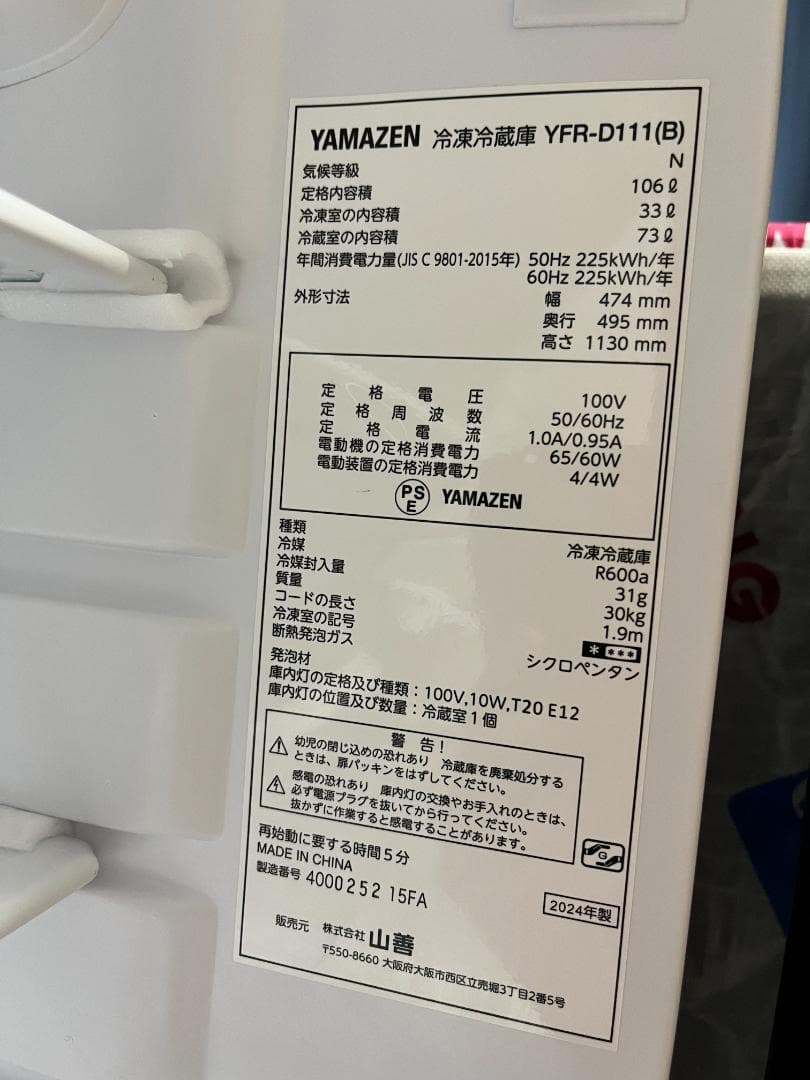 YAMAZEN 冷凍冷蔵庫 YFR-D111(B)
気候等級 N
定格内容積 106ℓ
冷凍室の内容積 33ℓ
冷蔵室の内容積 73ℓ
年間消費電力量(JIS C 9801-2015年) 50Hz 225kWh/年
60Hz 225kWh/年
外形寸法 幅 474 mm
奥行 495 mm
高さ 1130 mm
定格電圧 100V
定格周波数 50/60Hz
定格電流 1.0A/0.95A
電動機の定格消費電力 65/60W
電動装置の定格消費電力 4/4W
PSE YAMAZEN
種類 冷凍冷蔵庫
冷媒 R600a
冷媒封入量 31g
質量 30kg
コードの長さ 1.9m
冷凍室の記号 * ***
断熱発泡ガス シクロペンタン
発泡材
庫内灯の定格及び種類：100V,10W,T20 E12
庫内灯の位置及び数量：冷蔵室1個
警告！
幼児の閉じ込めの恐れあり 冷蔵庫を廃棄処分する
ときは、扉パッキンをはずしてください。
感電の恐れあり 庫内灯の交換やお手入れのときは、
必ず電源プラグを抜いてから行ってください。
抜かずに作業すると感電することがあります。
G
再始動に要する時間5分
MADE IN CHINA
製造番号 4000252 15FA
2024年製
販売元 株式会社 山善
〒550-8660 大阪府大阪市西区立売堀3丁目2番5号